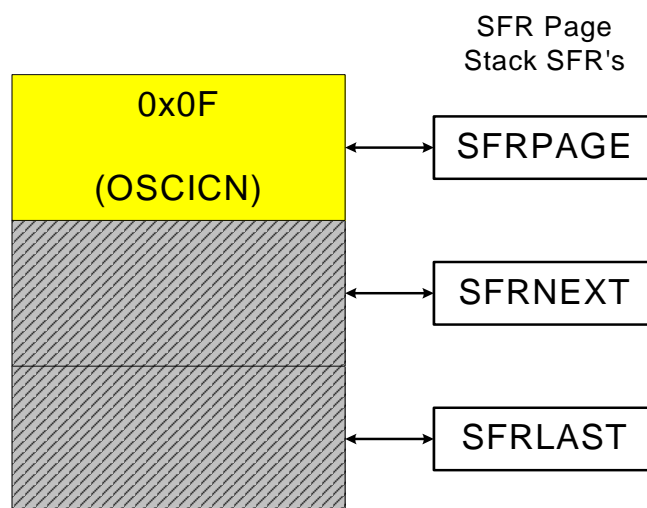 SFR Page
Stack SFR's
0x0F
(OSCICN)
SFRPAGE
SFRNEXT
SFRLAST